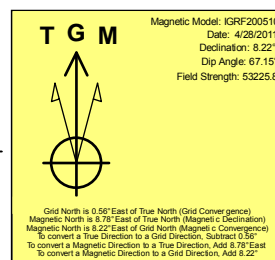 Magnetic Model: IGRF200510
Date: 4/28/2011
Declination: 8.22°
Dip Angle: 67.15°
Field Strength: 53225.8
T G M
Grid North is 0.56° East of True North (Grid Convergence)
Magnetic North is 8.78° East of True North (Magnetic Declination)
Magnetic North is 8.22° East of Grid North (Magnetic Convergence)
To convert a True Direction to a Grid Direction, Subtract 0.56°
To convert a Magnetic Direction to a True Direction, Add 8.78° East
To convert a Magnetic Direction to a Grid Direction, Add 8.22°